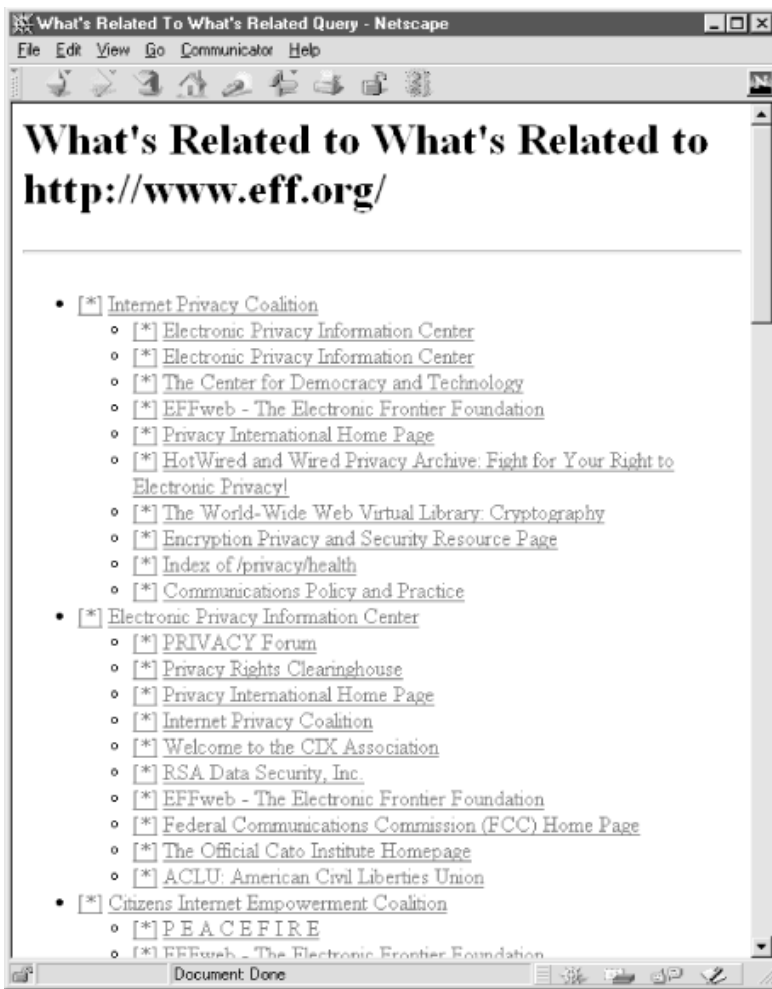 What's Related To What's Related Query - Netscape
File Edit View Go Communicator Help
N
What's Related to What's Related to
http://www.eff.org/
[*] Internet Privacy Coalition
[*] Electronic Privacy Information Center
[*] Electronic Privacy Information Center
[*] The Center for Democracy and Technology
[*] EFFweb - The Electronic Frontier Foundation
[*] Privacy International Home Page
[*] HotWired and Wired Privacy Archive: Fight for Your Right to
Electronic Privacy!
[*] The World-Wide Web Virtual Library: Cryptography
[*] Encryption Privacy and Security Resource Page
[*] Index of /privacy/health
[*] Communications Policy and Practice
[*] Electronic Privacy Information Center
[*] PRIVACY Forum
[*] Privacy Rights Clearinghouse
[*] Privacy International Home Page
[*] Internet Privacy Coalition
[*] Welcome to the CIX Association
[*] RSA Data Security, Inc.
[*] EFFweb - The Electronic Frontier Foundation
[*] Federal Communications Commission (FCC) Home Page
[*] The Official Cato Institute Homepage
[*] ACLU: American Civil Liberties Union
[*] Citizens Internet Empowerment Coalition
[*] P E A C E F I R E
[*] EFFweb - The Electronic Frontier Foundation
Document: Done